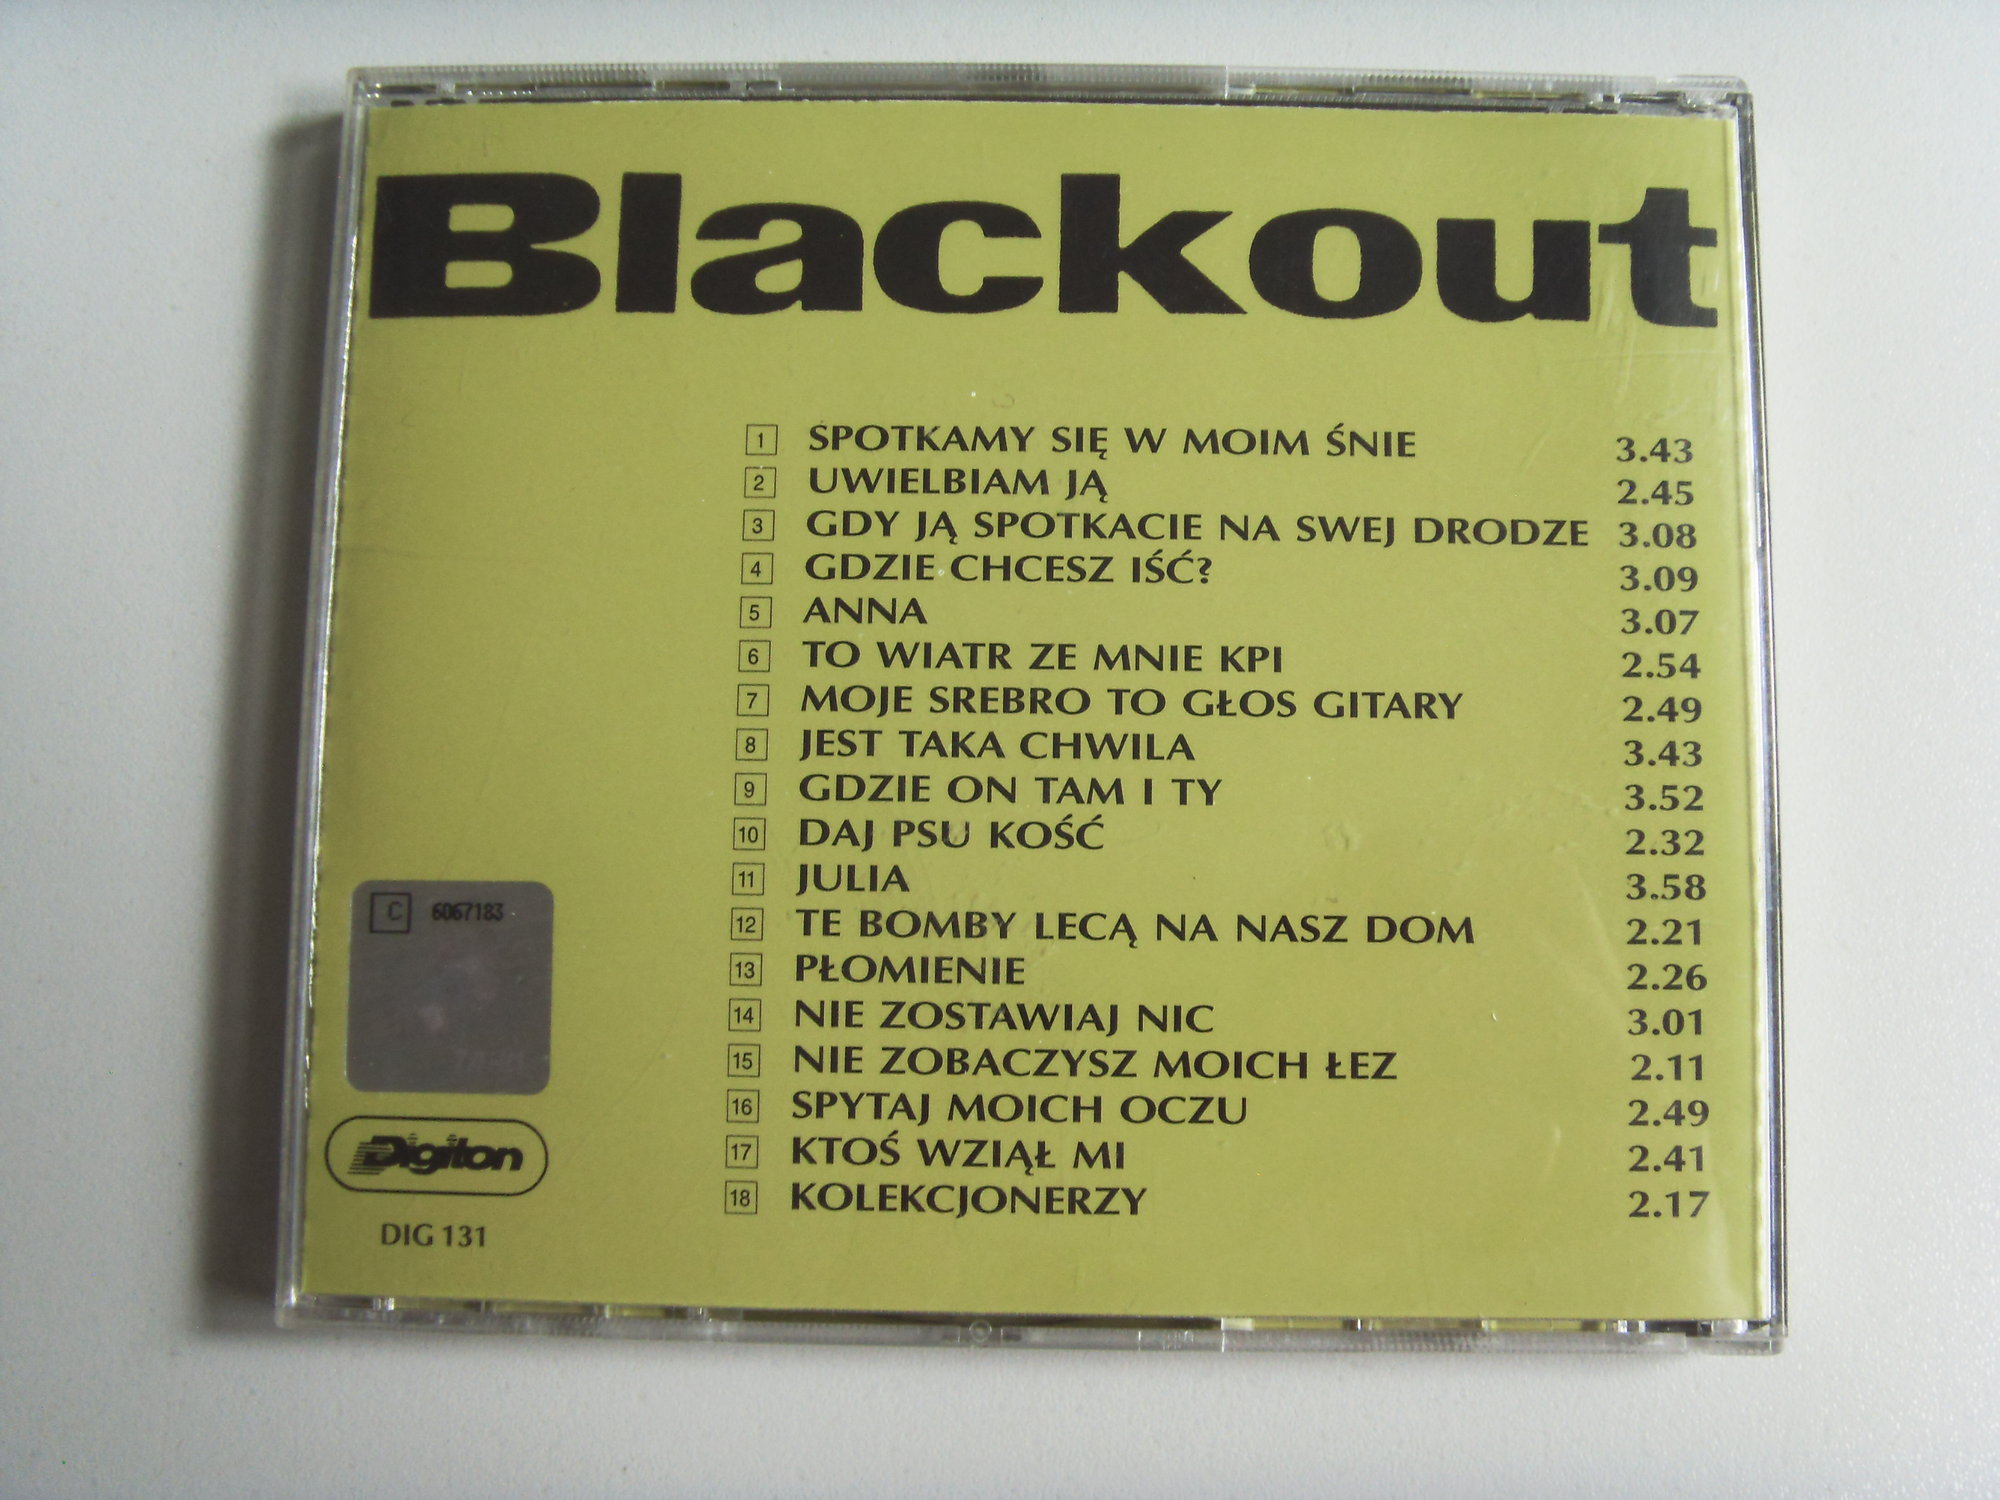 Blackout
1 SPOTKAMY SIĘ W MOIM ŚNIE 3.43
2 UWIELBIAM JĄ 2.45
3 GDY JĄ SPOTKACIE NA SWEJ DRODZE 3.08
4 GDZIE CHCESZ IŚĆ? 3.09
5 ANNA 3.07
6 TO WIATR ZE MNIE KPI 2.54
7 MOJE SREBRO TO GŁOS GITARY 2.49
8 JEST TAKA CHWILA 3.43
9 GDZIE ON TAM I TY 3.52
10 DAJ PSU KOŚĆ 2.32
11 JULIA 3.58
12 TE BOMBY LECĄ NA NASZ DOM 2.21
13 PŁOMIENIE 2.26
14 NIE ZOSTAWIAJ NIC 3.01
15 NIE ZOBACZYSZ MOICH ŁEZ 2.11
16 SPYTAJ MOICH OCZU 2.49
17 KTOŚ WZIĄŁ MI 2.41
18 KOLEKCJONERZY 2.17
C 6067183
Digiton
DIG 131